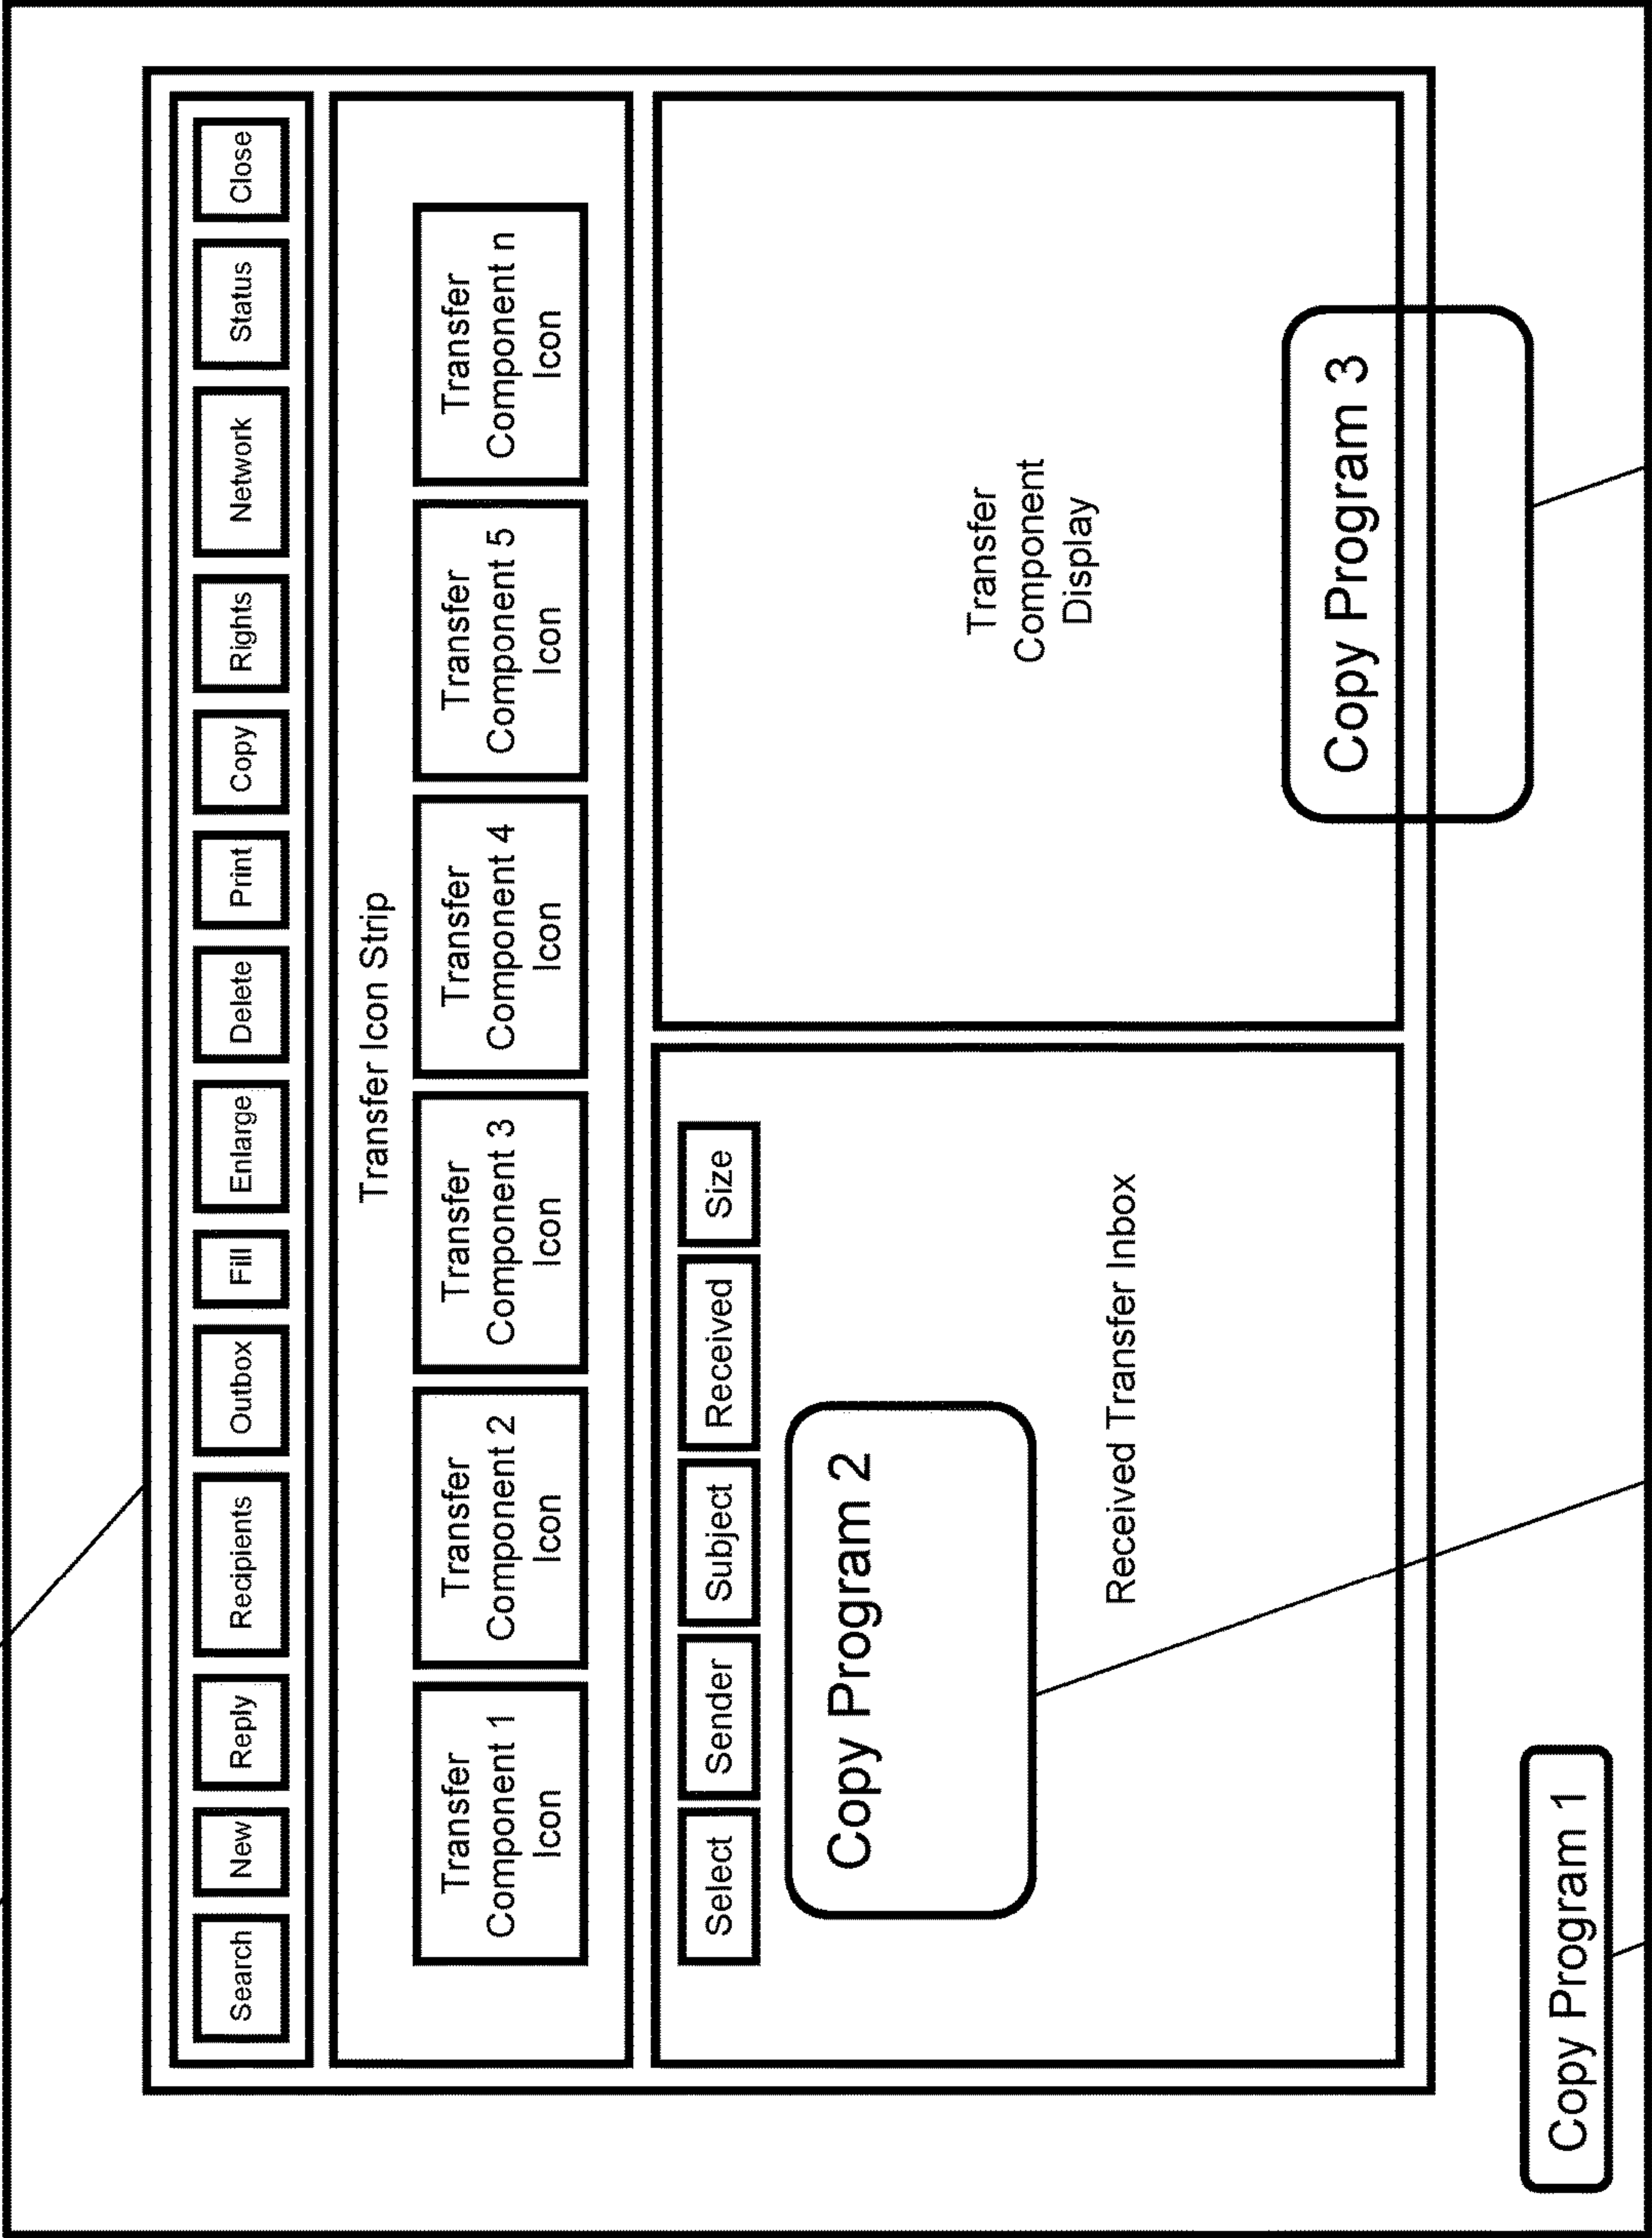 Search
New
Reply
Recipients
Outbox
Fill
Enlarge
Delete
Print
Copy
Rights
Network
Status
Close
Transfer Icon Strip
Transfer
Component 1
Icon
Transfer
Component 2
Icon
Transfer
Component 3
Icon
Transfer
Component 4
Icon
Transfer
Component 5
Icon
Transfer
Component n
Icon
Select
Sender
Subject
Received
Size
Copy Program 2
Received Transfer Inbox
Transfer
Component
Display
Copy Program 3
Copy Program 1